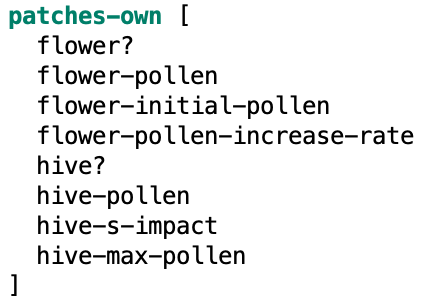 patches-own [
  flower?
  flower-pollen
  flower-initial-pollen
  flower-pollen-increase-rate
  hive?
  hive-pollen
  hive-s-impact
  hive-max-pollen
]